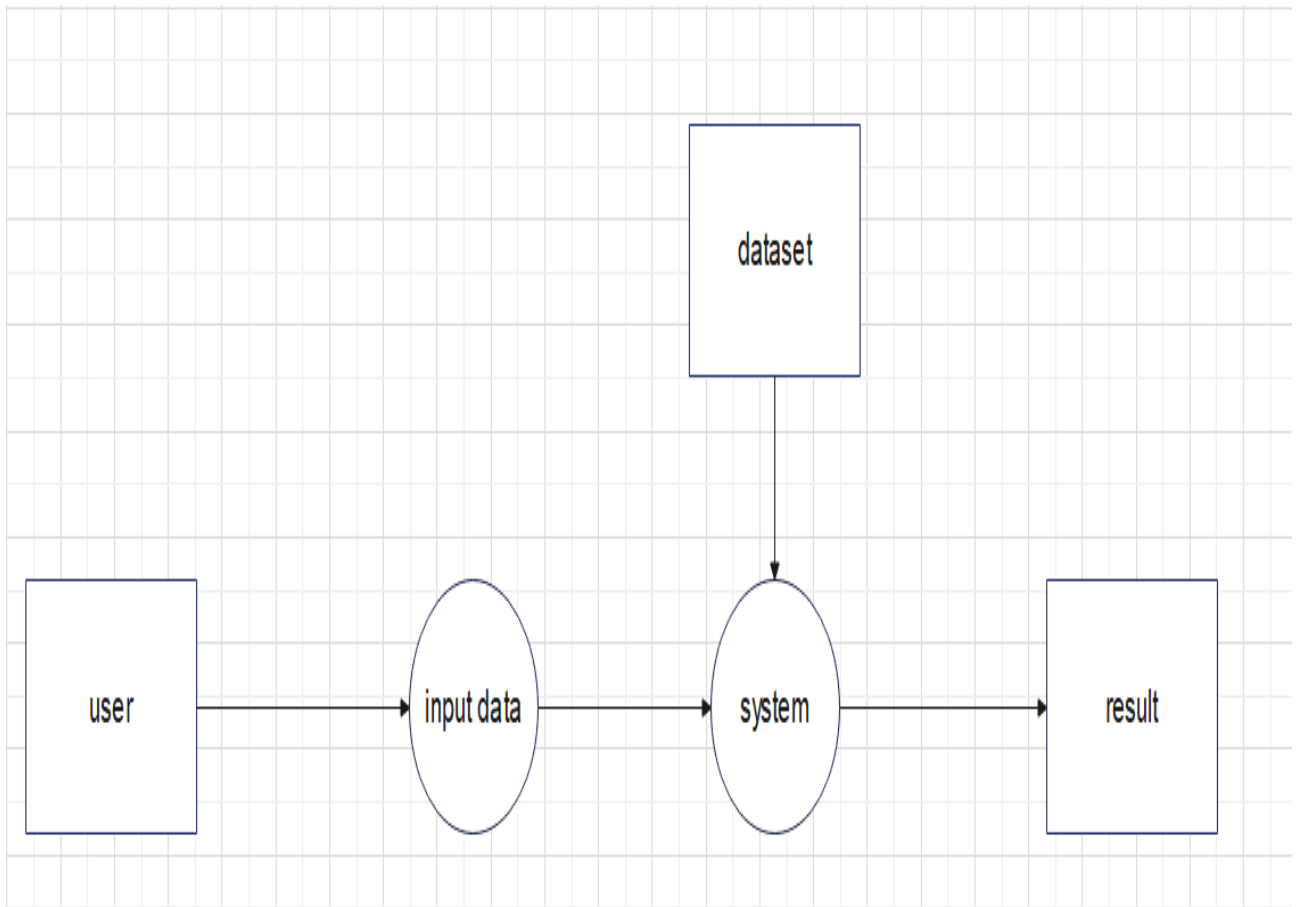 dataset
user
input data
system
result